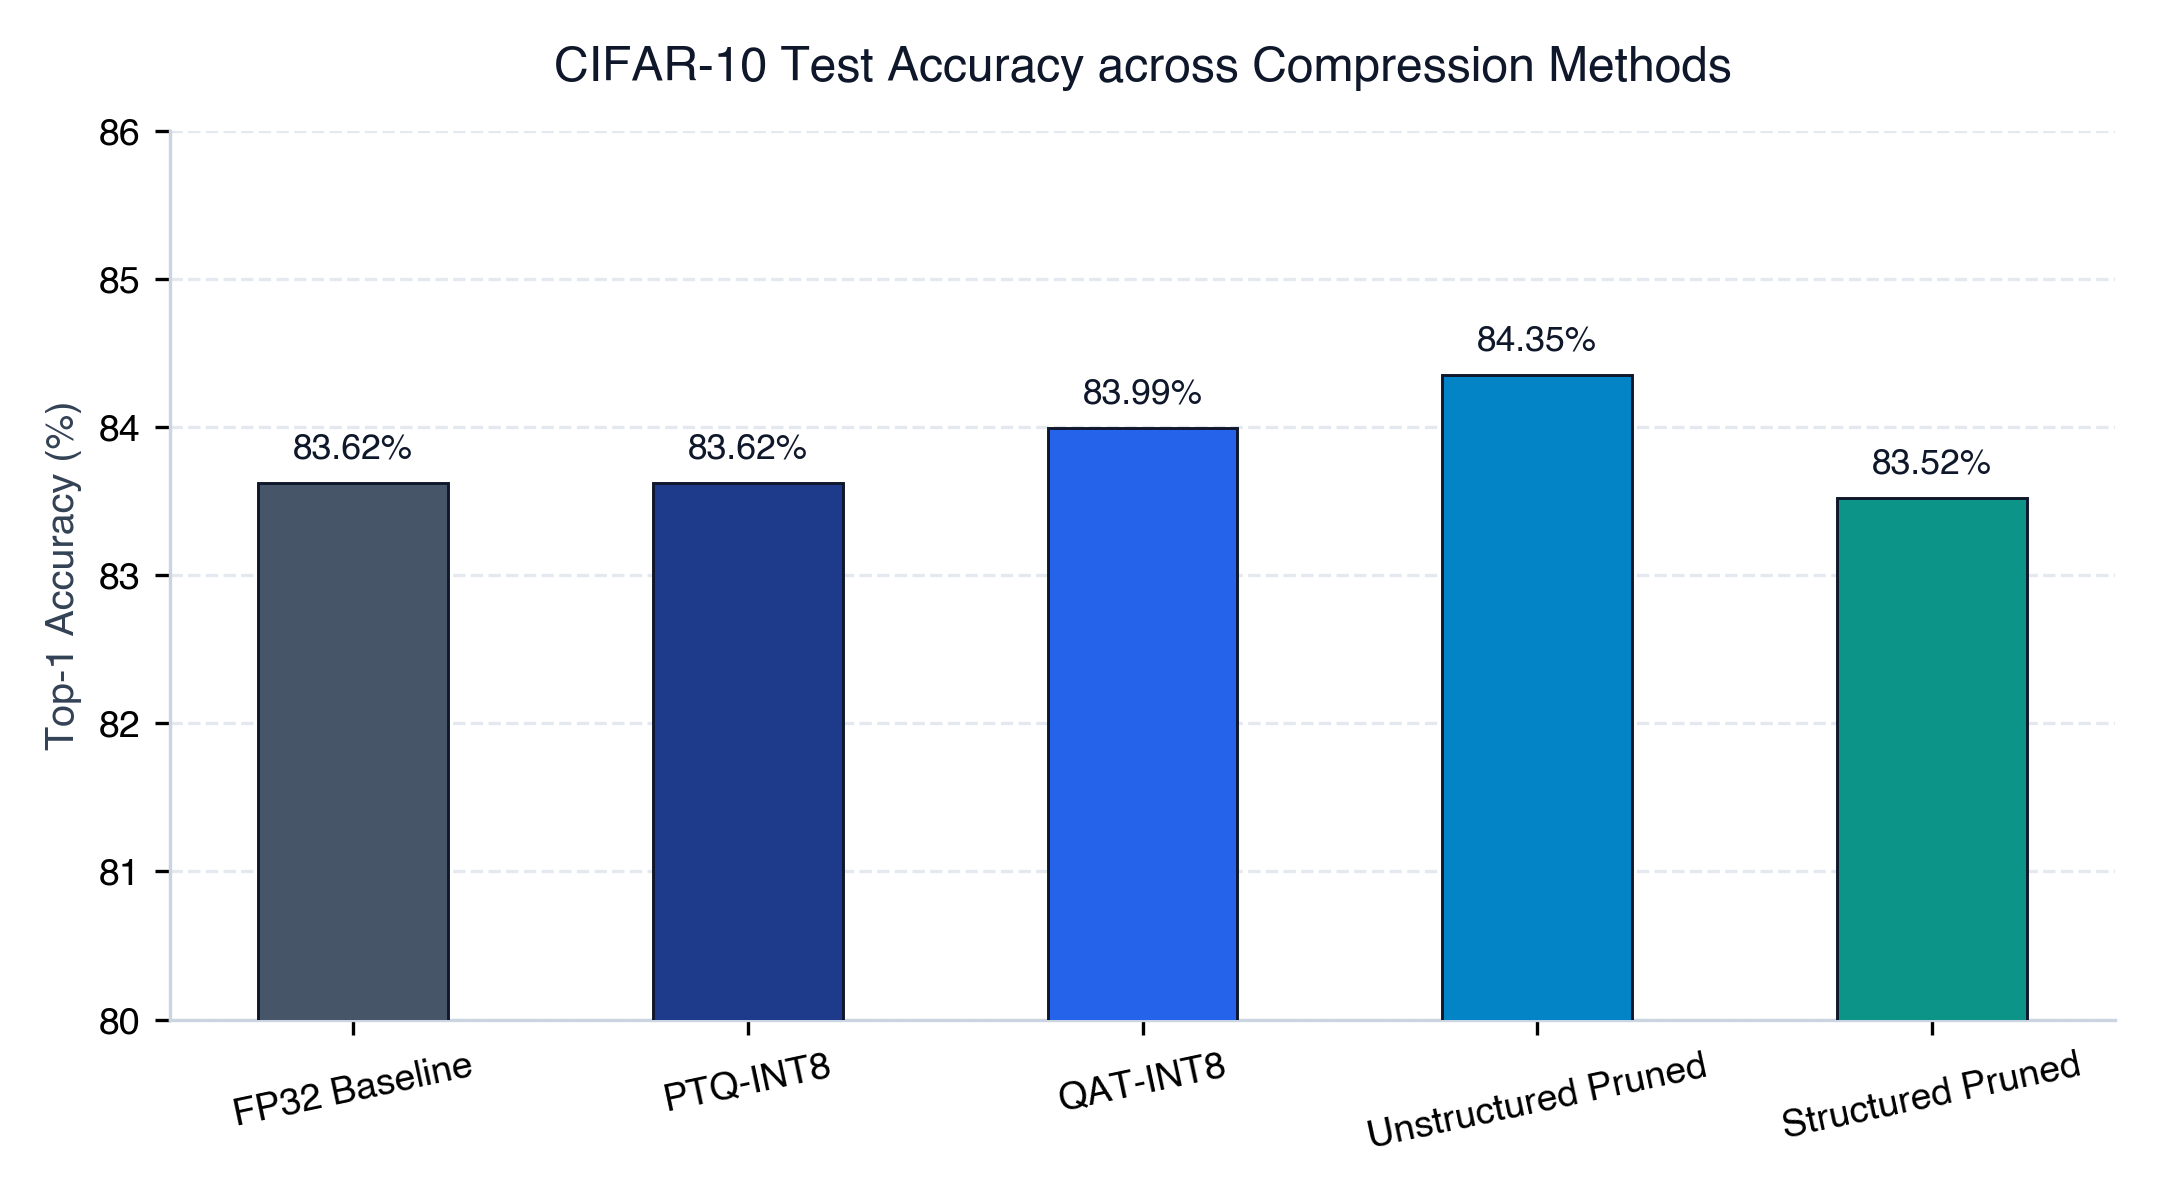 CIFAR-10 Test Accuracy across Compression Methods
Top-1 Accuracy (%)
86
85
84
83
82
81
80
83.62%
83.62%
83.99%
84.35%
83.52%
FP32 Baseline
PTQ-INT8
QAT-INT8
Unstructured Pruned
Structured Pruned